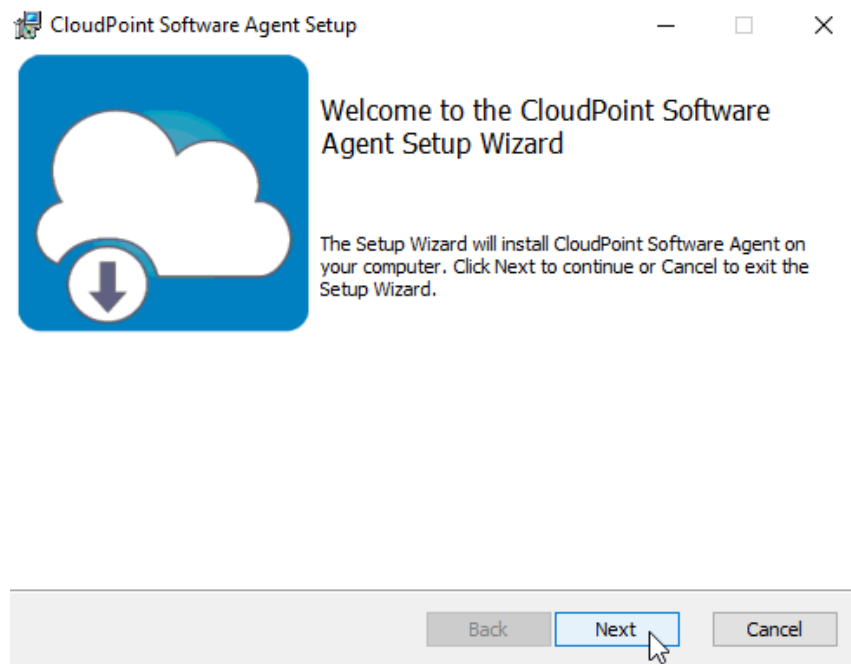 CloudPoint Software Agent Setup
Welcome to the CloudPoint Software
Agent Setup Wizard
The Setup Wizard will install CloudPoint Software Agent on
your computer. Click Next to continue or Cancel to exit the
Setup Wizard.
Back Next Cancel